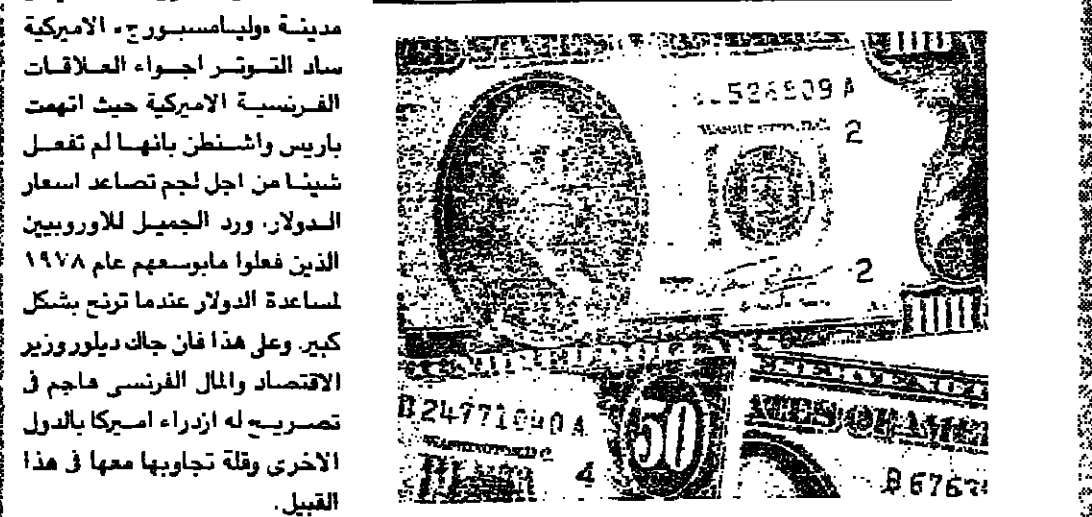 مدينة «وليامسبورج» الاميركية
ساد التوتر اجواء العلاقات
الفرنسية الاميركية حيث اتهمت
باريس واشنطن بانها لم تفعل
شيئا من اجل لجم تصاعد اسعار
الدولار. ورد الجميل للاوروبيين
الذين فعلوا مابوسعهم عام ١٩٧٨
لمساعدة الدولار عندما ترنح بشكل
كبير. وعلى هذا فان جاك ديلور وزير
الاقتصاد والمال الفرنسي هاجم في
تصريح له ازدراء اميركا بالدول
الاخرى وقلة تجاوبها معها في هذا
القبيل.
100
A
2
2
2
50
A
4